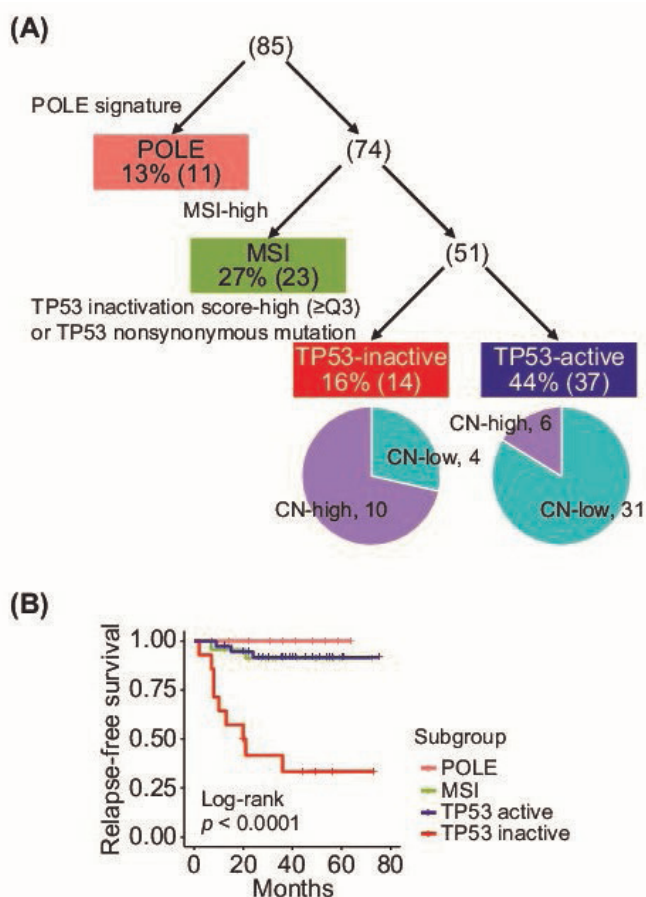 (A)
(85)
POLE signature
POLE
13% (11)
(74)
MSI-high
MSI
27% (23)
(51)
TP53 inactivation score-high (≥Q3)
or TP53 nonsynonymous mutation
TP53-inactive
16% (14)
TP53-active
44% (37)
CN-high, 6
CN-low, 4
CN-high, 10
CN-low, 31
(B)
Relapse-free survival
1.00
0.75
0.50
0.25
0.00
Log-rank
p < 0.0001
0 20 40 60 80
Months
Subgroup
POLE
MSI
TP53 active
TP53 inactive